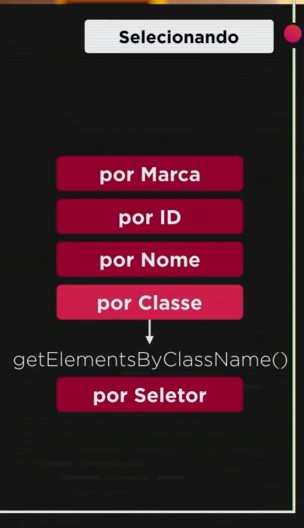 Selecionando
por Marca
por ID
por Nome
por Classe
getElementsByClassName()
por Seletor